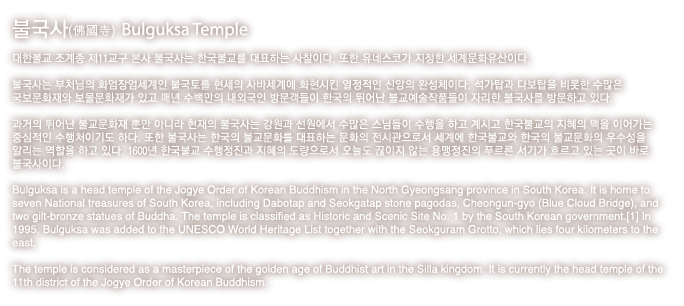 불국사(佛國寺) Bulguksa Temple
대한불교 조계종 제11교구 본사 불국사는 한국불교를 대표하는 사찰이다. 또한 유네스코가 지정한 세계문화유산이다.
불국사는 부처님의 화엄장엄세계인 불국토를 현세의 사바세계에 화현시킨 열정적인 신앙의 완성체이다. 석가탑과 다보탑을 비롯한 수많은
국보문화재와 보물문화재가 있고 매년 수백만의 내외국인 방문객들이 한국의 뛰어난 불교예술작품들이 자리한 불국사를 방문하고 있다.
과거의 뛰어난 불교문화재 뿐만 아니라 현재의 불국사는 강원과 선원에서 수많은 스님들이 수행을 하고 계시고 한국불교의 지혜의 맥을 이어가는
중심적인 수행처이기도 하다. 또한 불국사는 한국의 불교문화를 대표하는 문화의 전시관으로서 세계에 한국불교와 한국의 불교문화의 우수성을
알리는 역할을 하고 있다. 1600년 한국불교 수행정진과 지혜의 도량으로서 오늘도 끊이지 않는 용맹정진의 푸르른 서기가 흐르고 있는 곳이 바로
불국사이다.
Bulguksa is a head temple of the Jogye Order of Korean Buddhism in the North Gyeongsang province in South Korea. It is home to
seven National treasures of South Korea, including Dabotap and Seokgatap stone pagodas, Cheongun-gyo (Blue Cloud Bridge), and
two gilt-bronze statues of Buddha. The temple is classified as Historic and Scenic Site No. 1 by the South Korean government.[1] In
1995, Bulguksa was added to the UNESCO World Heritage List together with the Seokguram Grotto, which lies four kilometers to the
east.
The temple is considered as a masterpiece of the golden age of Buddhist art in the Silla kingdom. It is currently the head temple of the
11th district of the Jogye Order of Korean Buddhism.